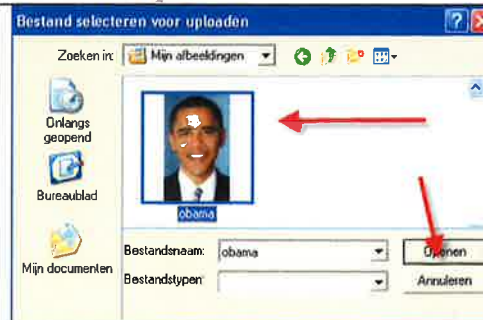 Bestand selecteren voor uploaden
Zoeken in:
Mijn afbeeldingen
Onlangs
geopend
Bureaublad
Mijn documenten
obama
Bestandsnaam:
obama
Openen
Bestandstypen:
Annuleren